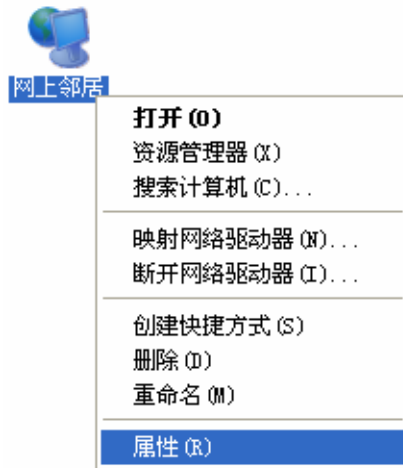 网上邻居
打开(O)
资源管理器(X)
搜索计算机(C)...
映射网络驱动器(N)...
断开网络驱动器(I)...
创建快捷方式(S)
删除(D)
重命名(M)
属性(R)